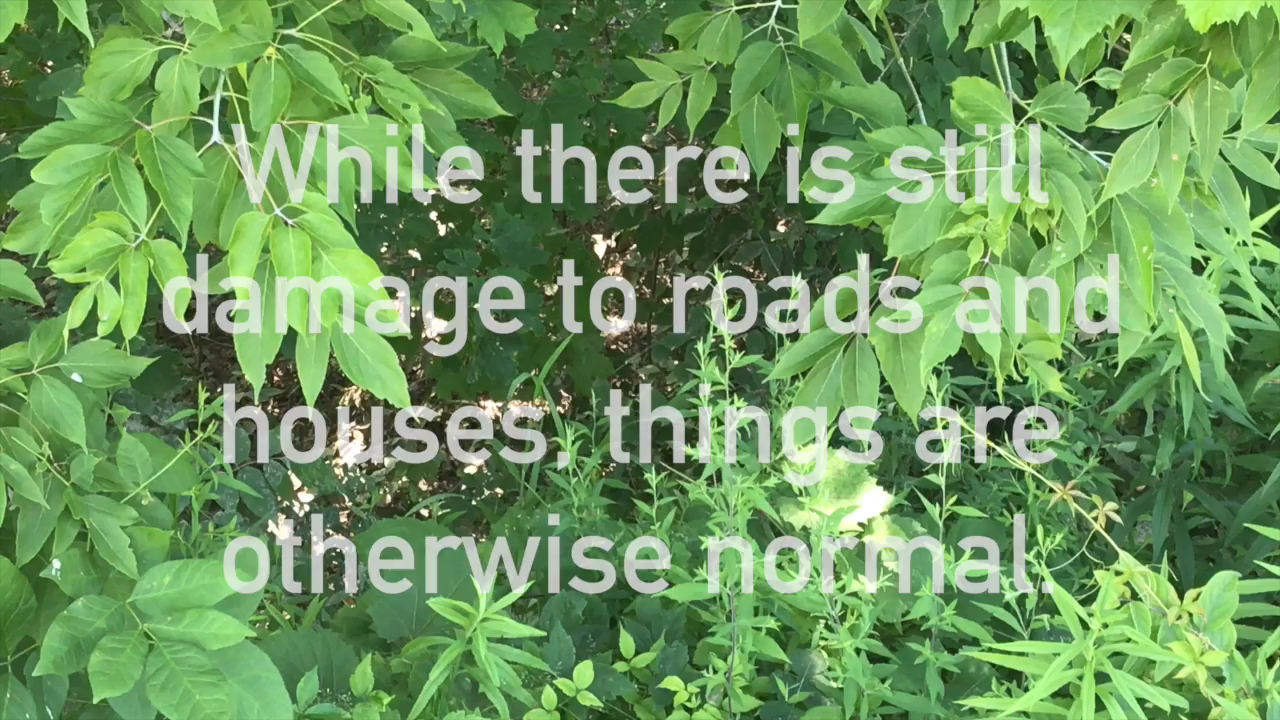 While there is still
damage to roads and
houses, things are
otherwise normal.